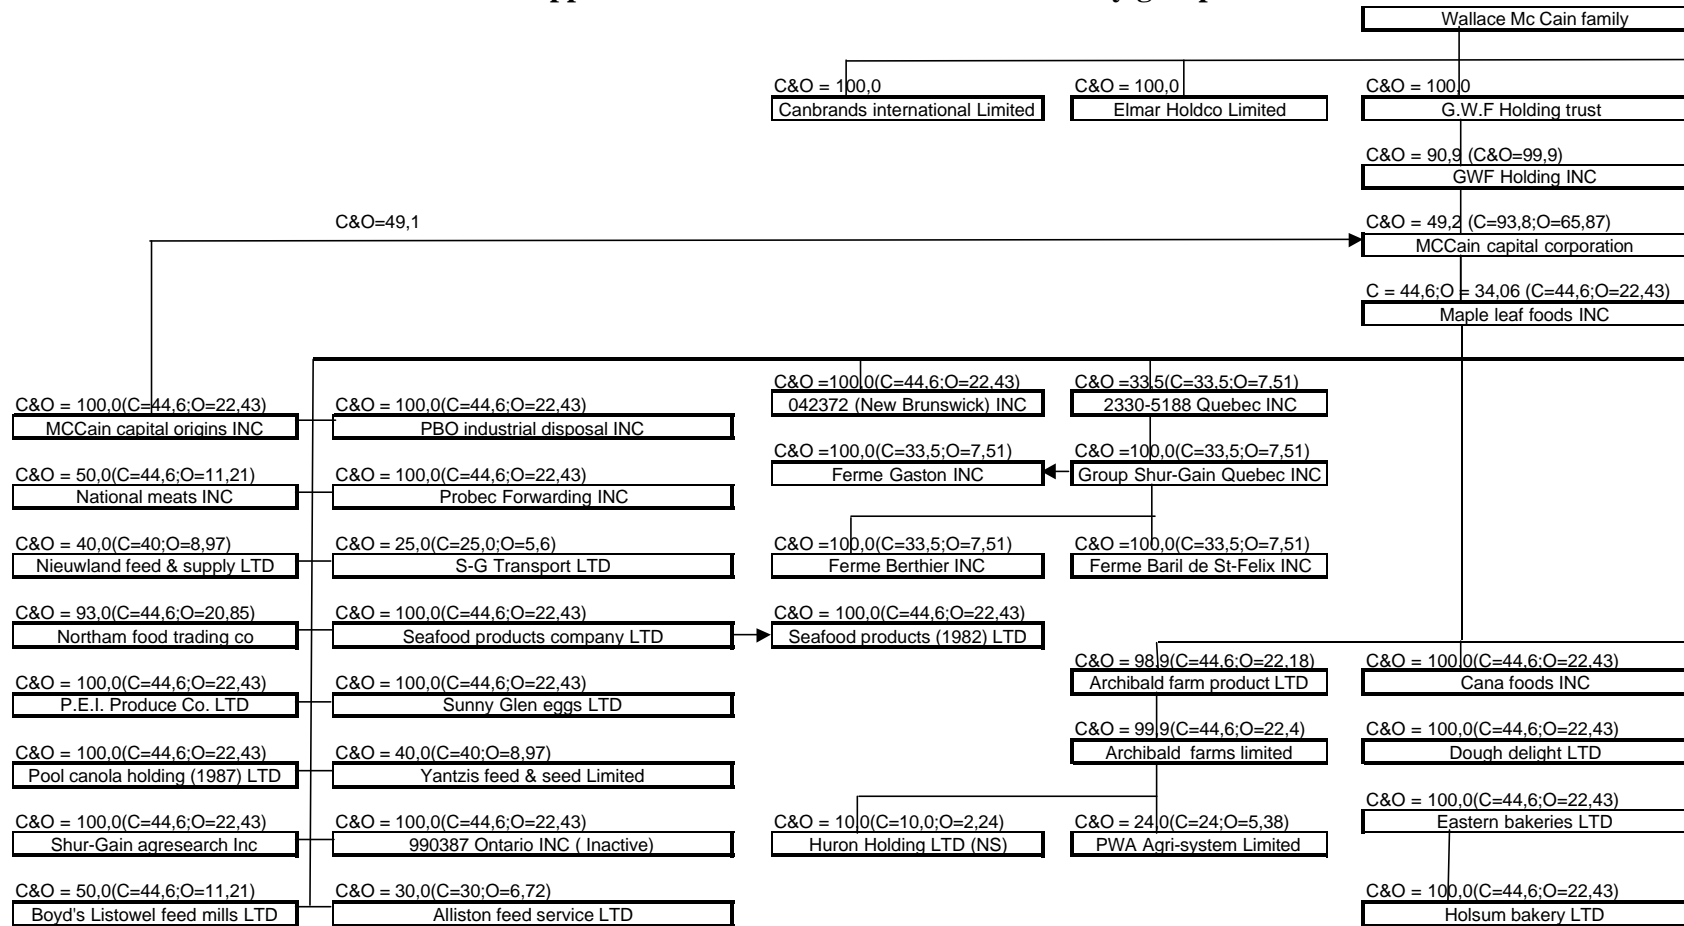 Wallace Mc Cain family
C&O = 100,0
Canbrands international Limited
C&O = 100,0
Elmar Holdco Limited
C&O = 100,0
G.W.F Holding trust
C&O = 90,9 (C&O=99,9)
GWF Holding INC
C&O=49,1
C&O = 49,2 (C=93,8;O=65,87)
MCCain capital corporation
C = 44,6;O = 34,06 (C=44,6;O=22,43)
Maple leaf foods INC
C&O =100,0(C=44,6;O=22,43)
042372 (New Brunswick) INC
C&O =33,5(C=33,5;O=7,51)
2330-5188 Quebec INC
C&O = 100,0(C=44,6;O=22,43)
MCCain capital origins INC
C&O = 100,0(C=44,6;O=22,43)
PBO industrial disposal INC
C&O =100,0(C=33,5;O=7,51)
Ferme Gaston INC
C&O =100,0(C=33,5;O=7,51)
Group Shur-Gain Quebec INC
C&O = 50,0(C=44,6;O=11,21)
National meats INC
C&O = 100,0(C=44,6;O=22,43)
Probec Forwarding INC
C&O = 40,0(C=40;O=8,97)
Nieuwland feed & supply LTD
C&O = 25,0(C=25,0;O=5,6)
S-G Transport LTD
C&O =100,0(C=33,5;O=7,51)
Ferme Berthier INC
C&O =100,0(C=33,5;O=7,51)
Ferme Baril de St-Felix INC
C&O = 93,0(C=44,6;O=20,85)
Northam food trading co
C&O = 100,0(C=44,6;O=22,43)
Seafood products company LTD
C&O = 100,0(C=44,6;O=22,43)
Seafood products (1982) LTD
C&O = 98,9(C=44,6;O=22,18)
Archibald farm product LTD
C&O = 100,0(C=44,6;O=22,43)
Cana foods INC
C&O = 100,0(C=44,6;O=22,43)
P.E.I. Produce Co. LTD
C&O = 100,0(C=44,6;O=22,43)
Sunny Glen eggs LTD
C&O = 99,9(C=44,6;O=22,4)
Archibald farms limited
C&O = 100,0(C=44,6;O=22,43)
Dough delight LTD
C&O = 100,0(C=44,6;O=22,43)
Pool canola holding (1987) LTD
C&O = 40,0(C=40;O=8,97)
Yantzis feed & seed Limited
C&O = 100,0(C=44,6;O=22,43)
Eastern bakeries LTD
C&O = 100,0(C=44,6;O=22,43)
Shur-Gain agresearch Inc
C&O = 100,0(C=44,6;O=22,43)
990387 Ontario INC ( Inactive)
C&O = 10,0(C=10,0;O=2,24)
Huron Holding LTD (NS)
C&O = 24,0(C=24;O=5,38)
PWA Agri-system Limited
C&O = 50,0(C=44,6;O=11,21)
Boyd's Listowel feed mills LTD
C&O = 30,0(C=30;O=6,72)
Alliston feed service LTD
C&O = 100,0(C=44,6;O=22,43)
Holsum bakery LTD